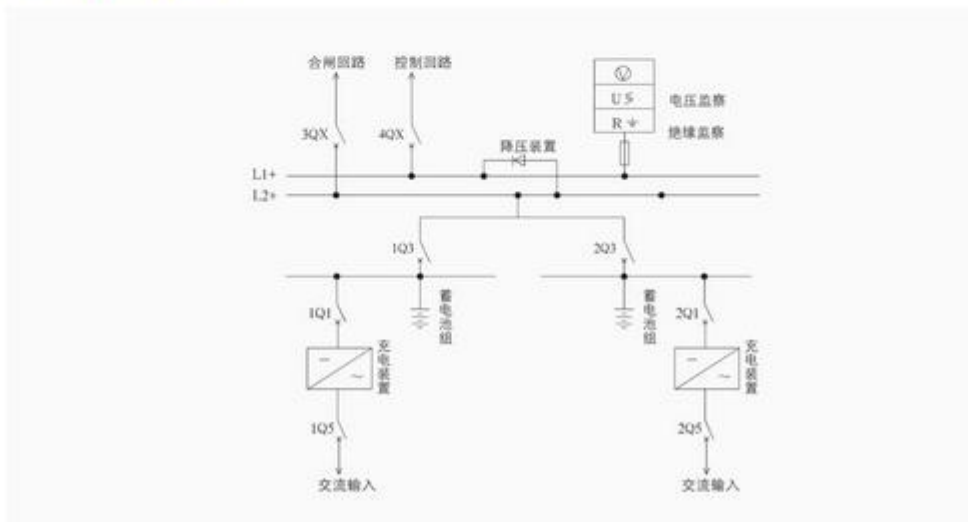 合闸回路 控制回路
V
U≤ 电压监察
R 绝缘监察
3QX 4QX
降压装置
L1+
L2+
1Q3 2Q3
1Q1 蓄电池组 蓄电池组 2Q1
充电装置 充电装置
1Q5 2Q5
交流输入 交流输入